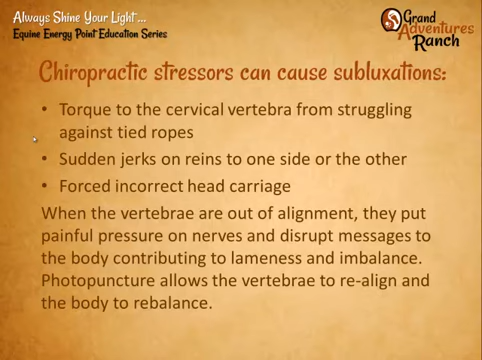 Always Shine Your Light...
Equine Energy Point Education Series
Grand
Adventures
Ranch
Chiropractic stressors can cause subluxations:
• Torque to the cervical vertebra from struggling
against tied ropes
• Sudden jerks on reins to one side or the other
• Forced incorrect head carriage
When the vertebrae are out of alignment, they put
painful pressure on nerves and disrupt messages to
the body contributing to lameness and imbalance.
Photopuncture allows the vertebrae to re-align and
the body to rebalance.